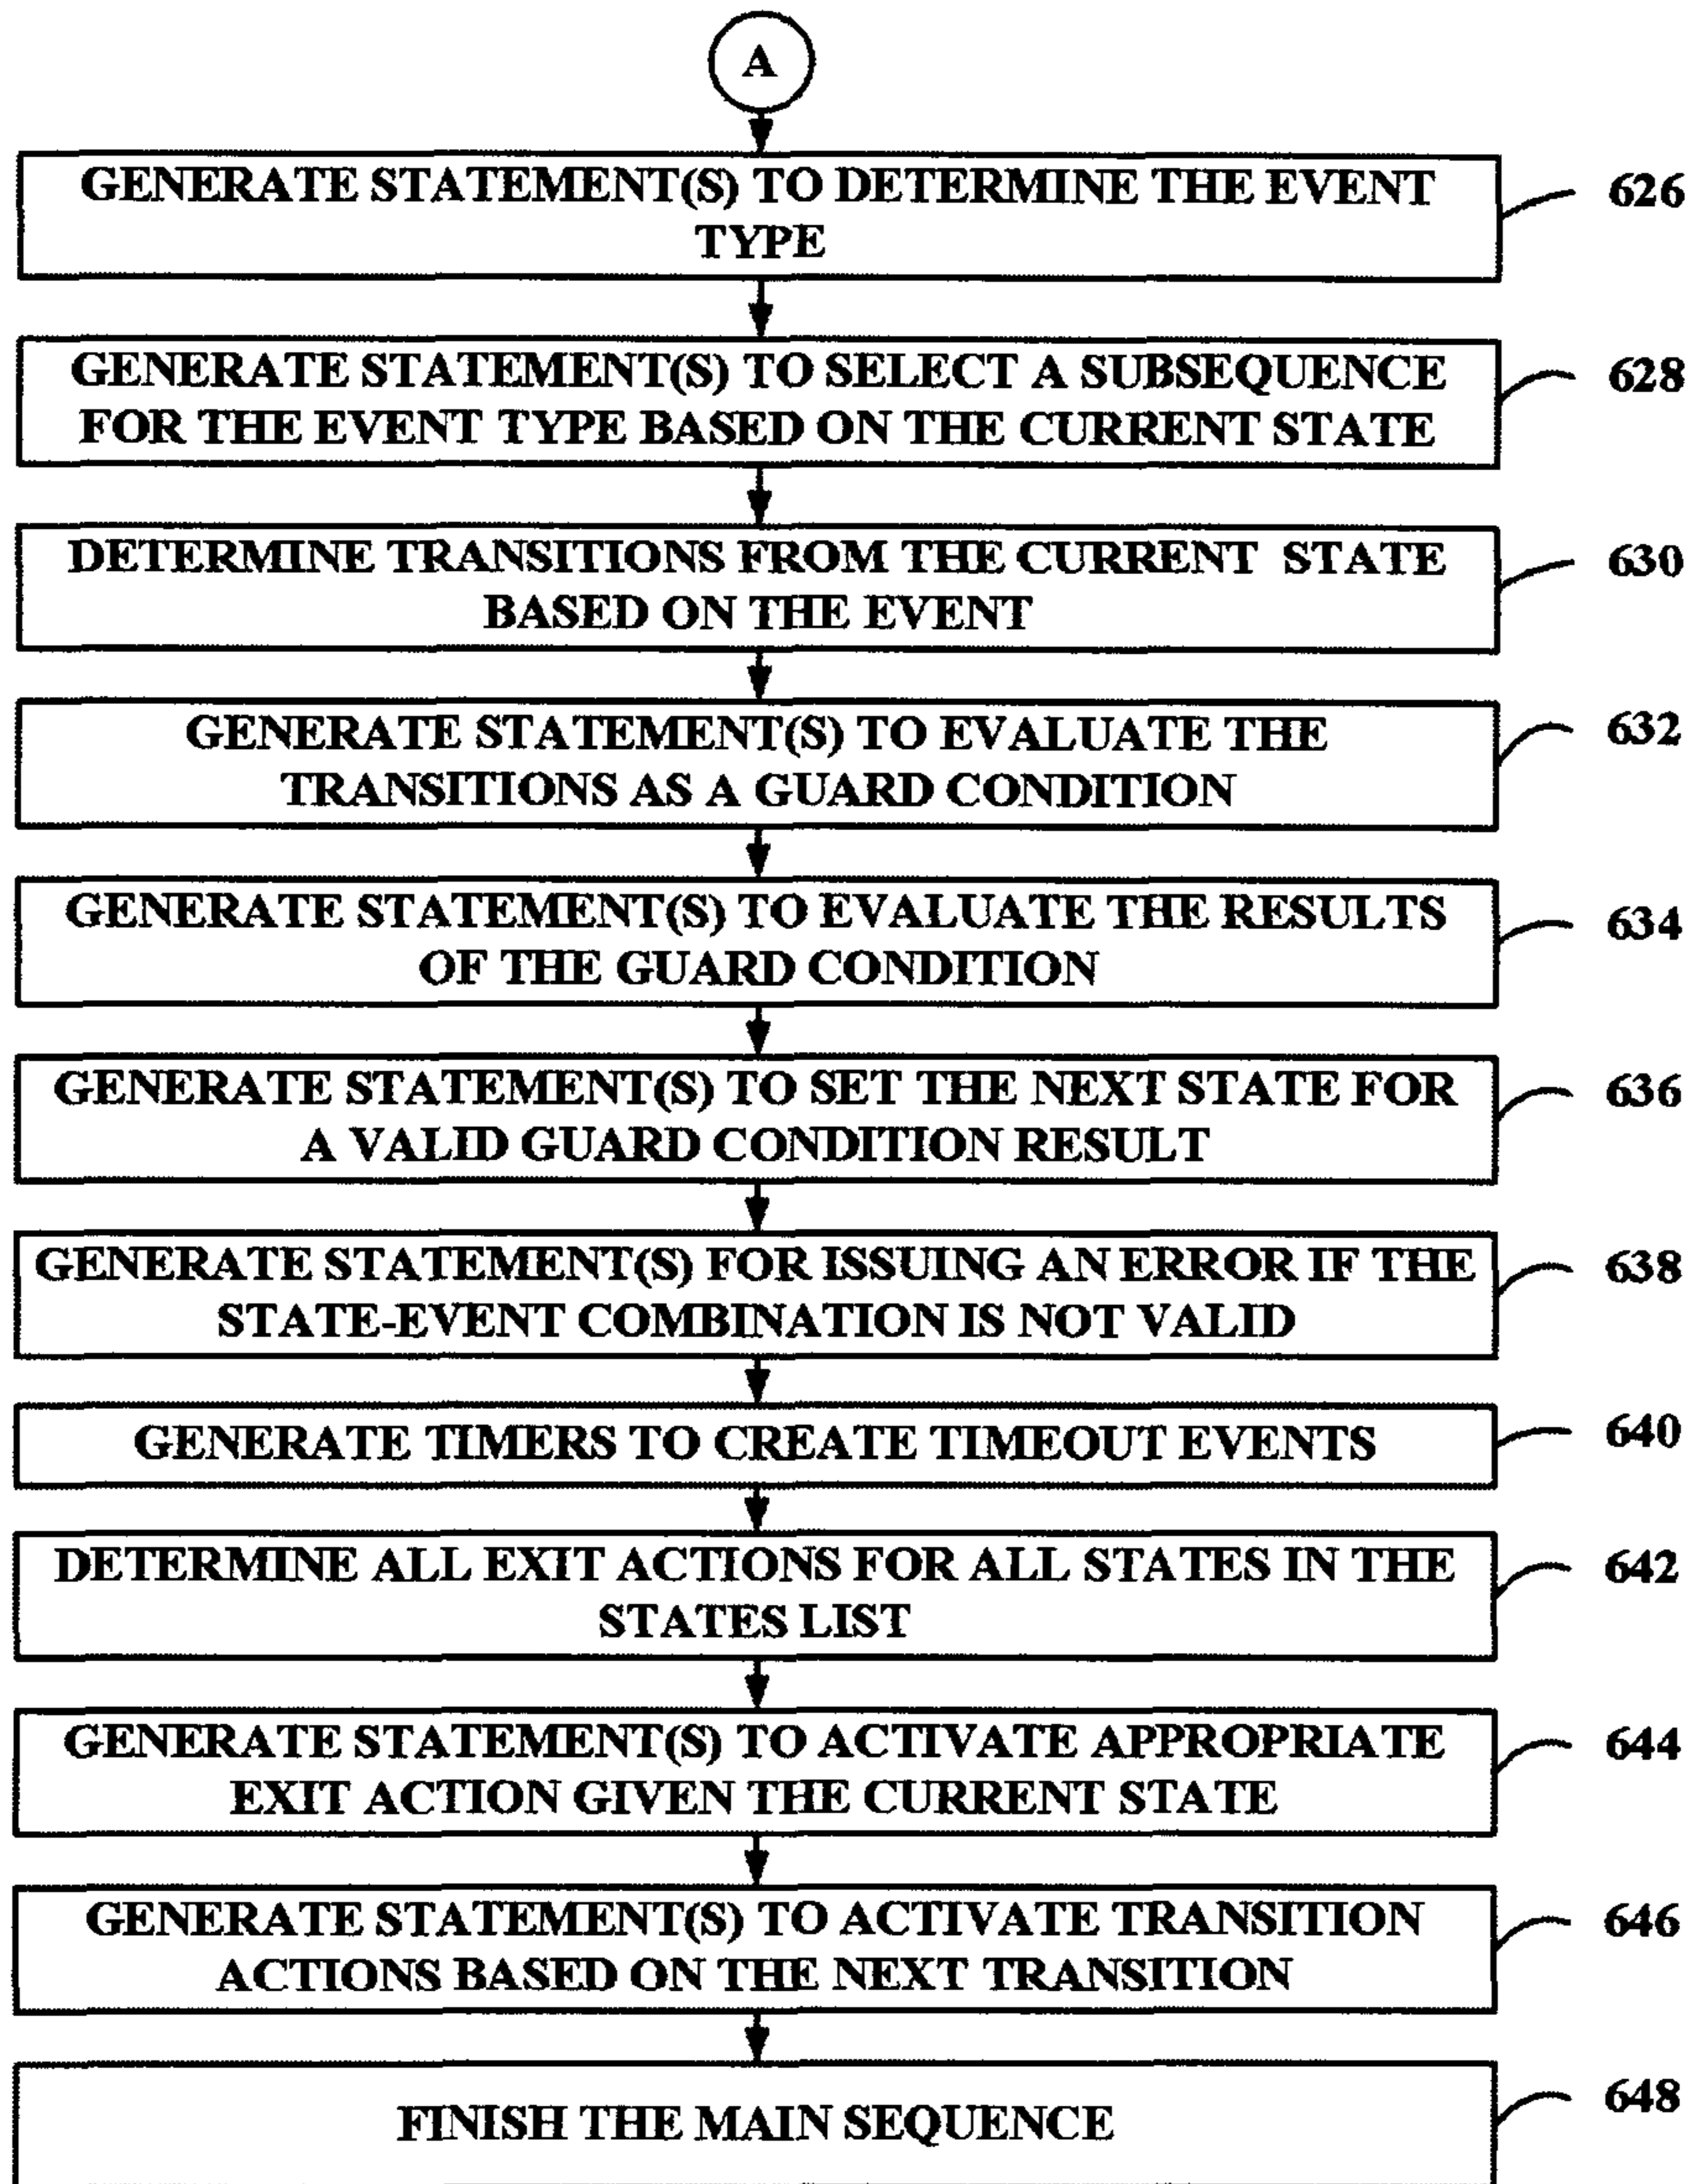 A
GENERATE STATEMENT(S) TO DETERMINE THE EVENT
TYPE
626
GENERATE STATEMENT(S) TO SELECT A SUBSEQUENCE
FOR THE EVENT TYPE BASED ON THE CURRENT STATE
628
DETERMINE TRANSITIONS FROM THE CURRENT STATE
BASED ON THE EVENT
630
GENERATE STATEMENT(S) TO EVALUATE THE
TRANSITIONS AS A GUARD CONDITION
632
GENERATE STATEMENT(S) TO EVALUATE THE RESULTS
OF THE GUARD CONDITION
634
GENERATE STATEMENT(S) TO SET THE NEXT STATE FOR
A VALID GUARD CONDITION RESULT
636
GENERATE STATEMENT(S) FOR ISSUING AN ERROR IF THE
STATE-EVENT COMBINATION IS NOT VALID
638
GENERATE TIMERS TO CREATE TIMEOUT EVENTS
640
DETERMINE ALL EXIT ACTIONS FOR ALL STATES IN THE
STATES LIST
642
GENERATE STATEMENT(S) TO ACTIVATE APPROPRIATE
EXIT ACTION GIVEN THE CURRENT STATE
644
GENERATE STATEMENT(S) TO ACTIVATE TRANSITION
ACTIONS BASED ON THE NEXT TRANSITION
646
FINISH THE MAIN SEQUENCE
648